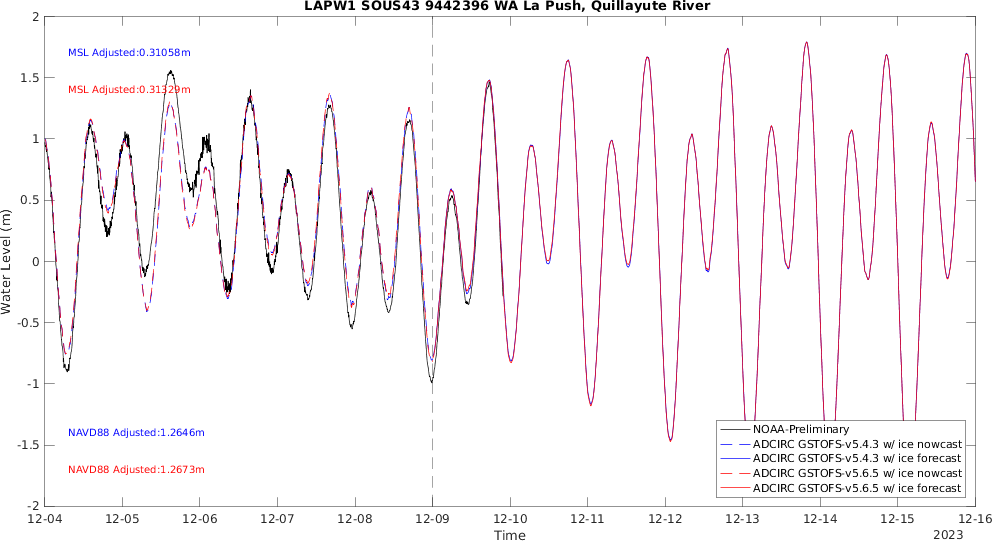 LAPW1 SOUS43 9442396 WA La Push, Quillayute River
2
1.5
1
0.5
0
-0.5
-1
-1.5
-2
Water Level (m)
MSL Adjusted:0.31058m
MSL Adjusted:0.31329m
NAVD88 Adjusted:1.2646m
NAVD88 Adjusted:1.2673m
NOAA-Preliminary
ADCIRC GSTOFS-v5.4.3 w/ ice nowcast
ADCIRC GSTOFS-v5.4.3 w/ ice forecast
ADCIRC GSTOFS-v5.6.5 w/ ice nowcast
ADCIRC GSTOFS-v5.6.5 w/ ice forecast
12-04 12-05 12-06 12-07 12-08 12-09 12-10 12-11 12-12 12-13 12-14 12-15 12-16
Time
2023